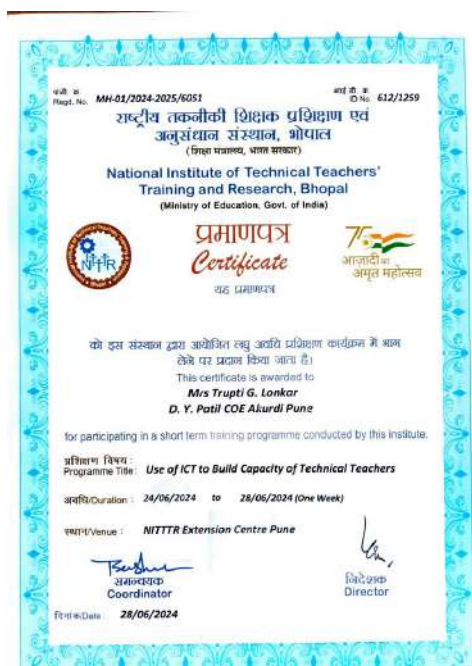 पंजी. क्र
Regd. No. MH-01/2024-2025/6051
आई.डी. क्र
ID No. 612/1259
राष्ट्रीय तकनीकी शिक्षक प्रशिक्षण एवं
अनुसंधान संस्थान, भोपाल
(शिक्षा मंत्रालय, भारत सरकार)
National Institute of Technical Teachers'
Training and Research, Bhopal
(Ministry of Education, Govt. of India)
NITTTR
प्रमाणपत्र
Certificate
यह प्रमाणपत्र
75
आज़ादी का
अमृत महोत्सव
को इस संस्थान द्वारा आयोजित लघु अवधि प्रशिक्षण कार्यक्रम में भाग
लेने पर प्रदान किया जाता है।
This certificate is awarded to
Mrs Trupti G. Lonkar
D. Y. Patil COE Akurdi Pune
for participating in a short term training programme conducted by this institute.
प्रशिक्षण विषय :
Programme Title : Use of ICT to Build Capacity of Technical Teachers
अवधि/Duration : 24/06/2024 to 28/06/2024 (One Week)
स्थान/Venue : NITTTR Extension Centre Pune
समन्वयक
Coordinator
निदेशक
Director
दिनांक/Date : 28/06/2024